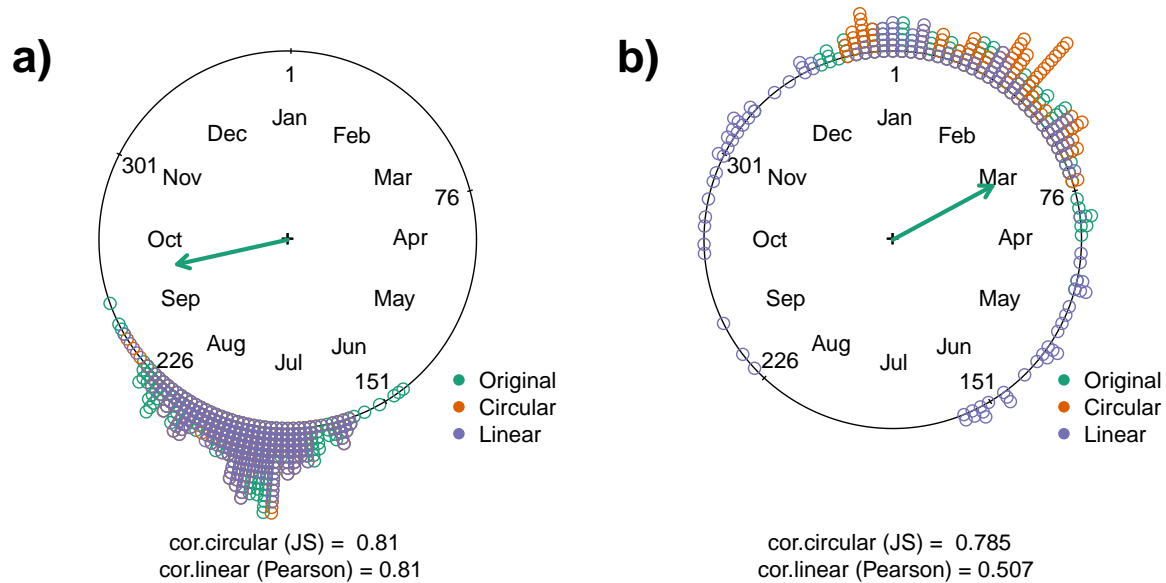 a)
1
Jan
Feb
Mar
76
Apr
May
Jun
151
Jul
Aug
226
Sep
Oct
Nov
301
Dec
Original
Circular
Linear
cor.circular (JS) = 0.81
cor.linear (Pearson) = 0.81
b)
1
Jan
Feb
Mar
76
Apr
May
Jun
151
Jul
Aug
226
Sep
Oct
Nov
301
Dec
Original
Circular
Linear
cor.circular (JS) = 0.785
cor.linear (Pearson) = 0.507